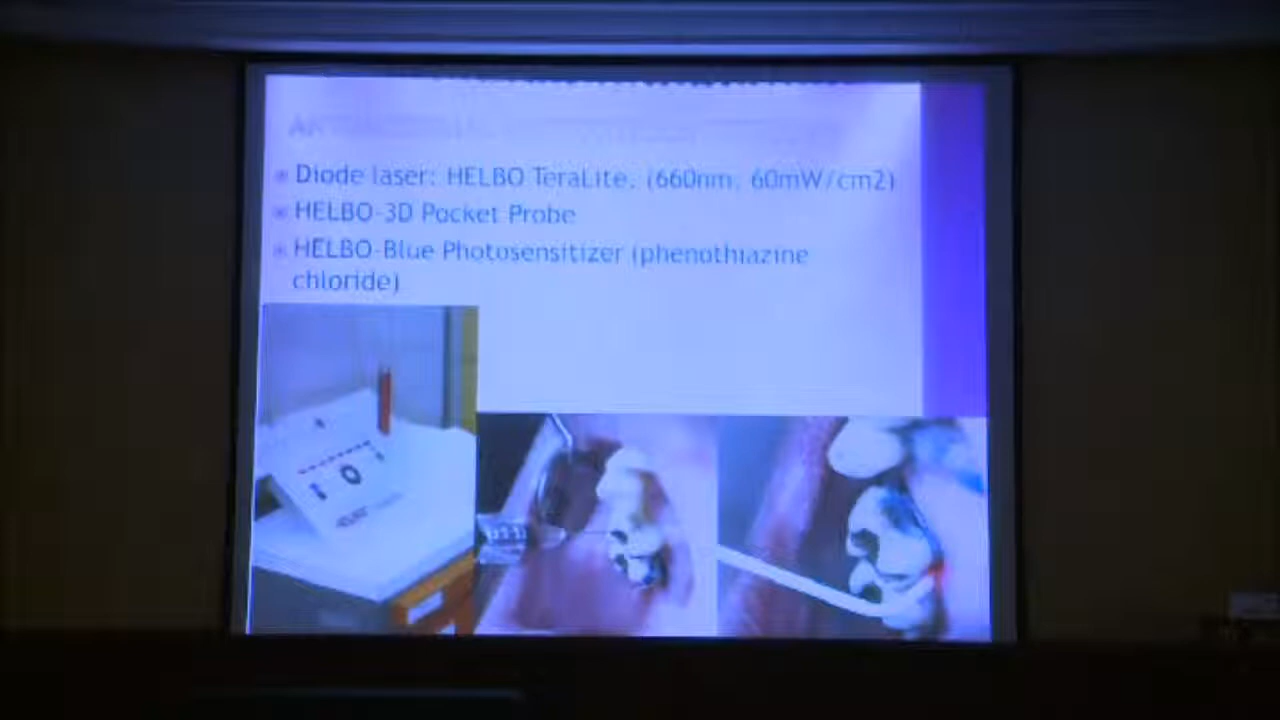 Diode laser: HELBO TeraLite, (660nm, 60mW/cm2)
HELBO-3D Pocket Probe
HELBO-Blue Photosensitizer (phenothiazine
chloride)